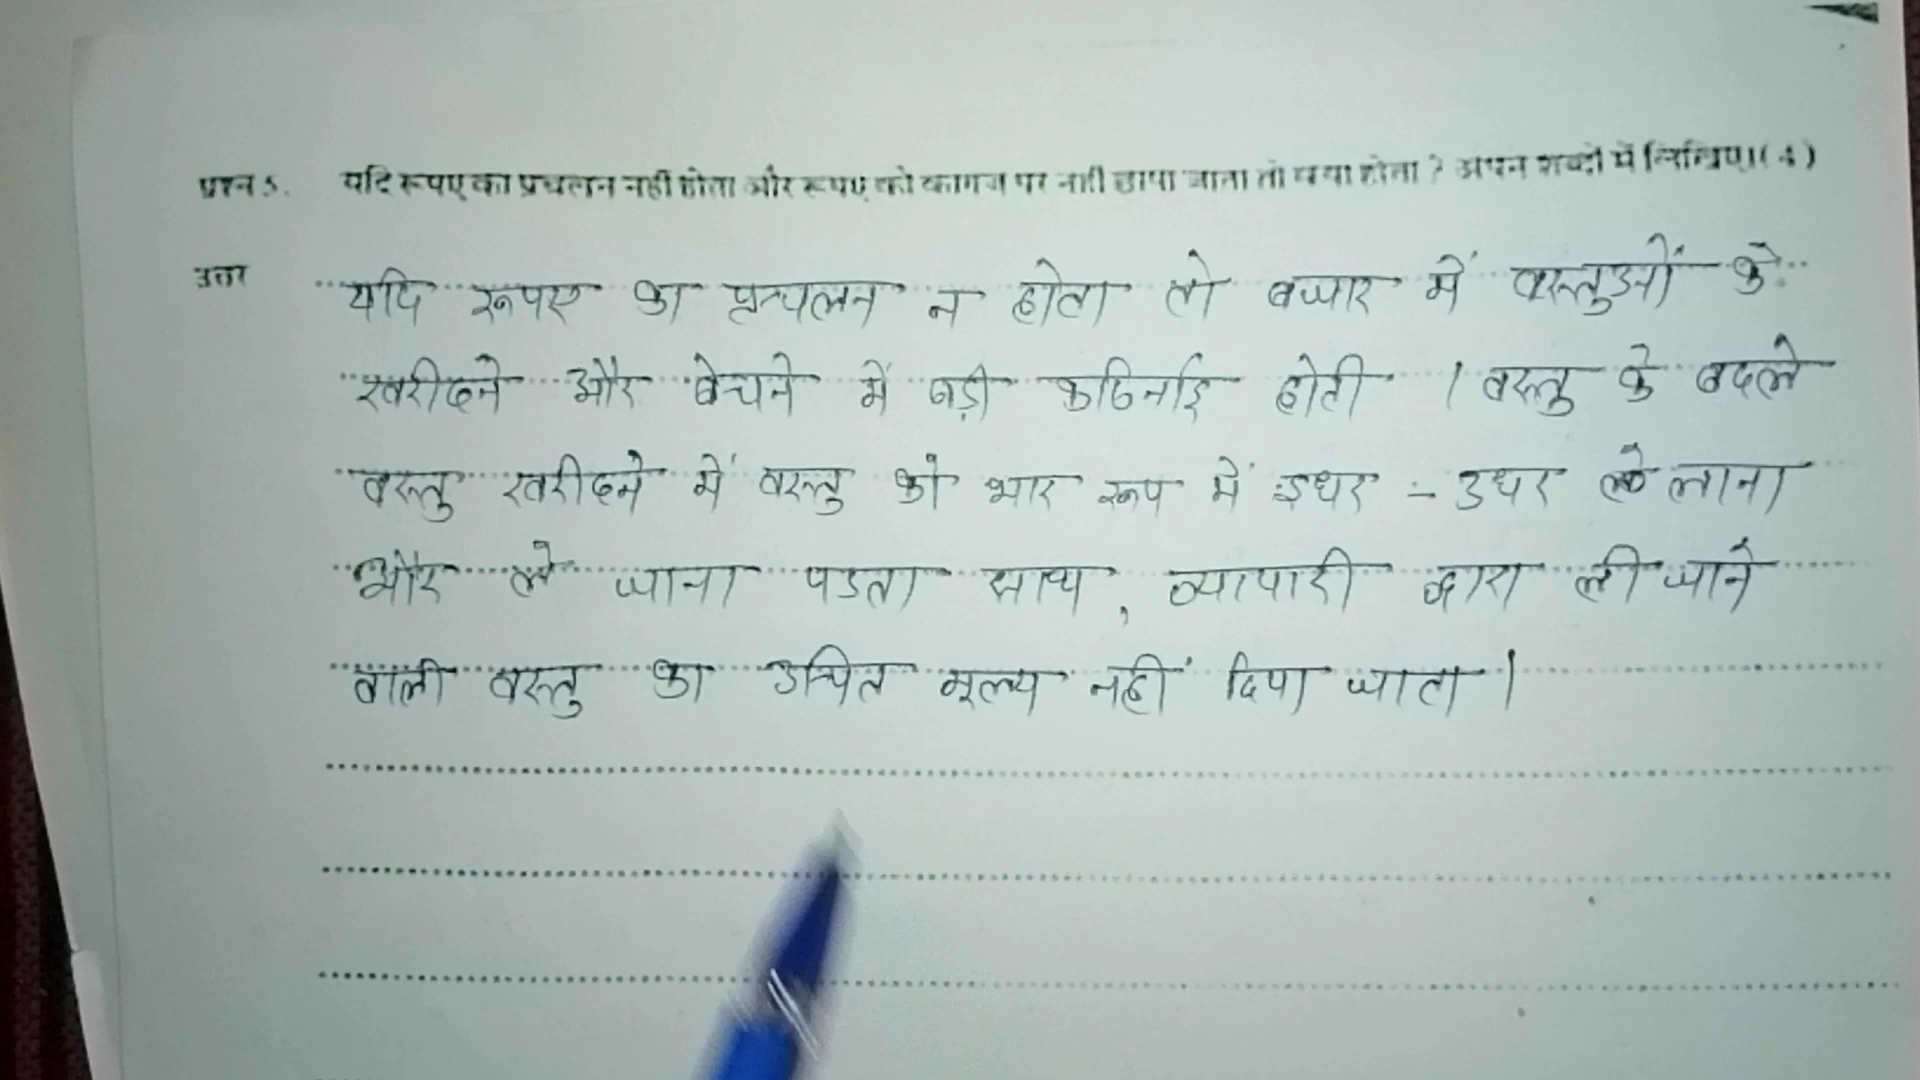 प्रश्न 5. यदि रूपए का प्रचलन नहीं होता और रूपए को कागज पर नहीं छापा जाता तो क्या होता? अपने शब्दों में लिखिए।(4)
उत्तर यदि रूपए का प्रचलन न होता तो बजार में वस्तुओं के
खरीदने और बेचने में बड़ी कठिनाई होती । वस्तु के बदले
वस्तु खरीदने में वस्तु को भार रूप में इधर - उधर ले लाना
और ले जाना पडता साथ, व्यापारी द्वारा ली जाने
वाली वस्तु का उचित मूल्य नहीं दिया जाता।